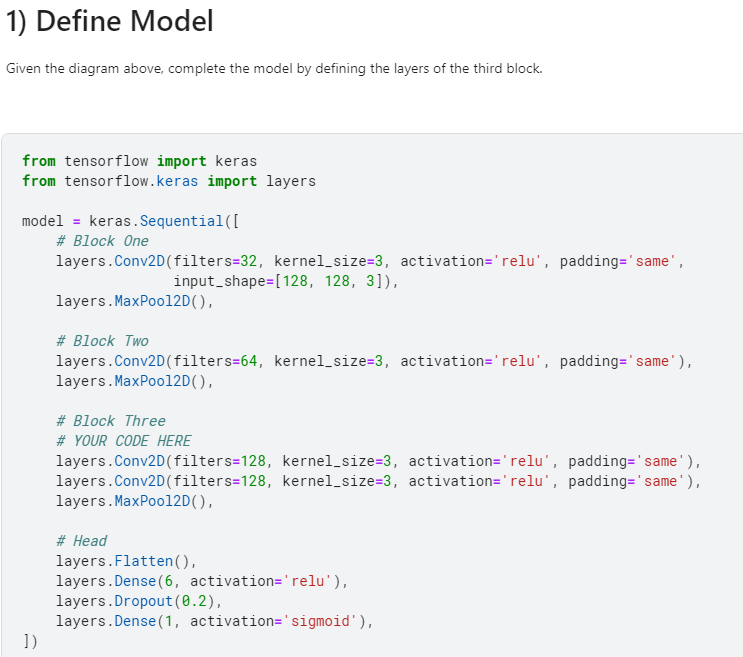 1) Define Model
Given the diagram above, complete the model by defining the layers of the third block.
from tensorflow import keras
from tensorflow.keras import layers
model = keras.Sequential([
    # Block One
    layers.Conv2D(filters=32, kernel_size=3, activation='relu', padding='same',
                  input_shape=[128, 128, 3]),
    layers.MaxPool2D(),
    # Block Two
    layers.Conv2D(filters=64, kernel_size=3, activation='relu', padding='same'),
    layers.MaxPool2D(),
    # Block Three
    # YOUR CODE HERE
    layers.Conv2D(filters=128, kernel_size=3, activation='relu', padding='same'),
    layers.Conv2D(filters=128, kernel_size=3, activation='relu', padding='same'),
    layers.MaxPool2D(),
    # Head
    layers.Flatten(),
    layers.Dense(6, activation='relu'),
    layers.Dropout(0.2),
    layers.Dense(1, activation='sigmoid'),
])